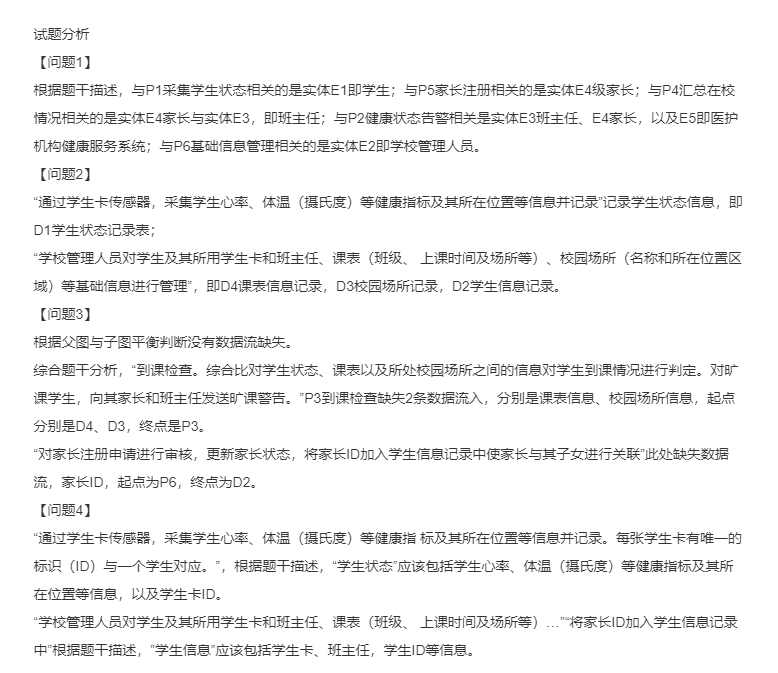 试题分析
【问题1】
根据题干描述，与P1采集学生状态相关的是实体E1即学生；与P5家长注册相关的是实体E4级家长；与P4汇总在校
情况相关的是实体E4家长与实体E3，即班主任；与P2健康状态告警相关是实体E3班主任、E4家长，以及E5即医护
机构健康服务系统；与P6基础信息管理相关的是实体E2即学校管理人员。
【问题2】
“通过学生卡传感器，采集学生心率、体温（摄氏度）等健康指标及其所在位置等信息并记录”记录学生状态信息，即
D1学生状态记录表；
“学校管理人员对学生及其所用学生卡和班主任、课表（班级、 上课时间及场所等）、校园场所（名称和所在位置区
域）等基础信息进行管理”，即D4课表信息记录，D3校园场所记录，D2学生信息记录。
【问题3】
根据父图与子图平衡判断没有数据流缺失。
综合题干分析，“到课检查。综合比对学生状态、课表以及所处校园场所之间的信息对学生到课情况进行判定。对旷
课学生，向其家长和班主任发送旷课警告。”P3到课检查缺失2条数据流入，分别是课表信息、校园场所信息，起点
分别是D4、D3，终点是P3。
“对家长注册申请进行审核，更新家长状态，将家长ID加入学生信息记录中使家长与其子女进行关联”此处缺失数据
流，家长ID，起点为P6，终点为D2。
【问题4】
“通过学生卡传感器，采集学生心率、体温（摄氏度）等健康指 标及其所在位置等信息并记录。每张学生卡有唯一的
标识（ID）与一个学生对应。”，根据题干描述，“学生状态”应该包括学生心率、体温（摄氏度）等健康指标及其所
在位置等信息，以及学生卡ID。
“学校管理人员对学生及其所用学生卡和班主任、课表（班级、 上课时间及场所等）…”“将家长ID加入学生信息记录
中”根据题干描述，”学生信息”应该包括学生卡、班主任，学生ID等信息。